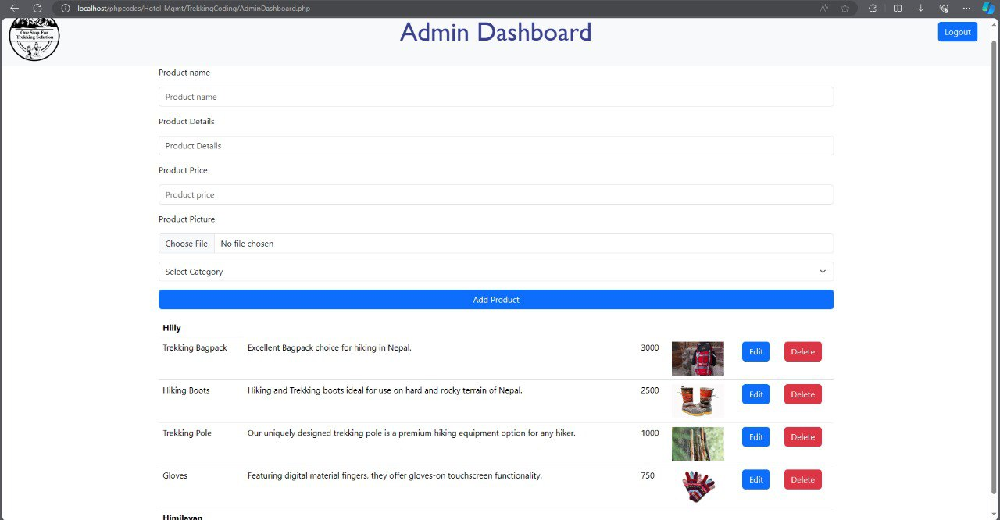 localhost/phpcodes/Hotel-Mgmt/TrekkingCoding/AdminDashboard.php
One Stop For
Trekking Solution
Admin Dashboard
Logout
Product name
Product name
Product Details
Product Details
Product Price
Product price
Product Picture
Choose File No file chosen
Select Category
Add Product
Hilly
Trekking Bagpack Excellent Bagpack choice for hiking in Nepal. 3000 Edit Delete
Hiking Boots Hiking and Trekking boots ideal for use on hard and rocky terrain of Nepal. 2500 Edit Delete
Trekking Pole Our uniquely designed trekking pole is a premium hiking equipment option for any hiker. 1000 Edit Delete
Gloves Featuring digital material fingers, they offer gloves-on touchscreen functionality. 750 Edit Delete
Himilayan